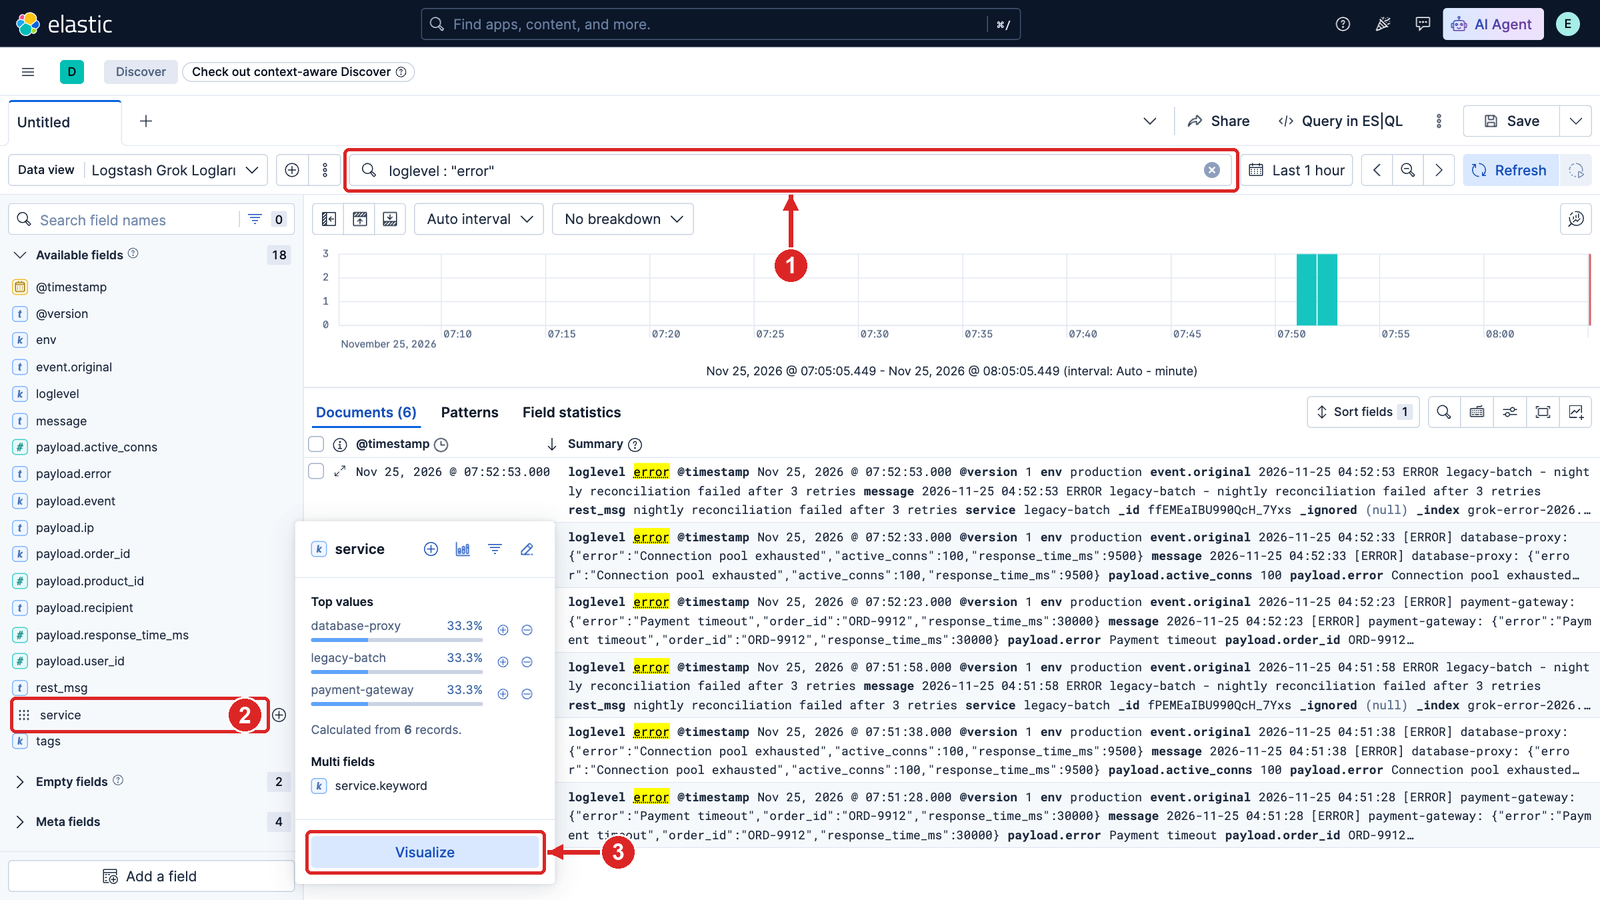 elastic
Find apps, content, and more.
⌘/
AI Agent
E
D
Discover
Check out context-aware Discover
Untitled
Share
Query in ES|QL
Save
Data view
Logstash Grok Logları
loglevel : "error"
Last 1 hour
Refresh
Search field names
0
Auto interval
No breakdown
1
Available fields
18
@timestamp
@version
env
event.original
loglevel
message
payload.active_conns
payload.error
payload.event
payload.ip
payload.order_id
payload.product_id
payload.recipient
payload.response_time_ms
payload.user_id
rest_msg
service
2
tags
Empty fields
2
Meta fields
4
Add a field
3
2
1
0
07:10
07:15
07:20
07:25
07:30
07:35
07:40
07:45
07:50
07:55
08:00
November 25, 2026
Nov 25, 2026 @ 07:05:05.449 - Nov 25, 2026 @ 08:05:05.449 (interval: Auto - minute)
Documents (6)
Patterns
Field statistics
Sort fields
1
@timestamp
Summary
Nov 25, 2026 @ 07:52:53.000
loglevel error @timestamp Nov 25, 2026 @ 07:52:53.000 @version 1 env production event.original 2026-11-25 04:52:53 ERROR legacy-batch - night
ly reconciliation failed after 3 retries message 2026-11-25 04:52:53 ERROR legacy-batch - nightly reconciliation failed after 3 retries
rest_msg nightly reconciliation failed after 3 retries service legacy-batch _id ffEMEaIBU990QcH_7Yxs _ignored (null) _index grok-error-2026.…
loglevel error @timestamp Nov 25, 2026 @ 07:52:33.000 @version 1 env production event.original 2026-11-25 04:52:33 [ERROR] database-proxy:
{"error":"Connection pool exhausted","active_conns":100,"response_time_ms":9500} message 2026-11-25 04:52:33 [ERROR] database-proxy: {"erro
r":"Connection pool exhausted","active_conns":100,"response_time_ms":9500} payload.active_conns 100 payload.error Connection pool exhausted…
loglevel error @timestamp Nov 25, 2026 @ 07:52:23.000 @version 1 env production event.original 2026-11-25 04:52:23 [ERROR] payment-gateway:
{"error":"Payment timeout","order_id":"ORD-9912","response_time_ms":30000} message 2026-11-25 04:52:23 [ERROR] payment-gateway: {"error":"Paym
ent timeout","order_id":"ORD-9912","response_time_ms":30000} payload.error Payment timeout payload.order_id ORD-9912…
loglevel error @timestamp Nov 25, 2026 @ 07:51:58.000 @version 1 env production event.original 2026-11-25 04:51:58 ERROR legacy-batch - night
ly reconciliation failed after 3 retries message 2026-11-25 04:51:58 ERROR legacy-batch - nightly reconciliation failed after 3 retries
rest_msg nightly reconciliation failed after 3 retries service legacy-batch _id fPEMEaIBU990QcH_7Yxs _ignored (null) _index grok-error-2026.…
loglevel error @timestamp Nov 25, 2026 @ 07:51:38.000 @version 1 env production event.original 2026-11-25 04:51:38 [ERROR] database-proxy:
{"error":"Connection pool exhausted","active_conns":100,"response_time_ms":9500} message 2026-11-25 04:51:38 [ERROR] database-proxy: {"erro
r":"Connection pool exhausted","active_conns":100,"response_time_ms":9500} payload.active_conns 100 payload.error Connection pool exhausted…
loglevel error @timestamp Nov 25, 2026 @ 07:51:28.000 @version 1 env production event.original 2026-11-25 04:51:28 [ERROR] payment-gateway:
{"error":"Payment timeout","order_id":"ORD-9912","response_time_ms":30000} message 2026-11-25 04:51:28 [ERROR] payment-gateway: {"error":"Paym
ent timeout","order_id":"ORD-9912","response_time_ms":30000} payload.error Payment timeout payload.order_id ORD-9912…
k service
Top values
database-proxy 33.3%
legacy-batch 33.3%
payment-gateway 33.3%
Calculated from 6 records.
Multi fields
k service.keyword
Visualize
3